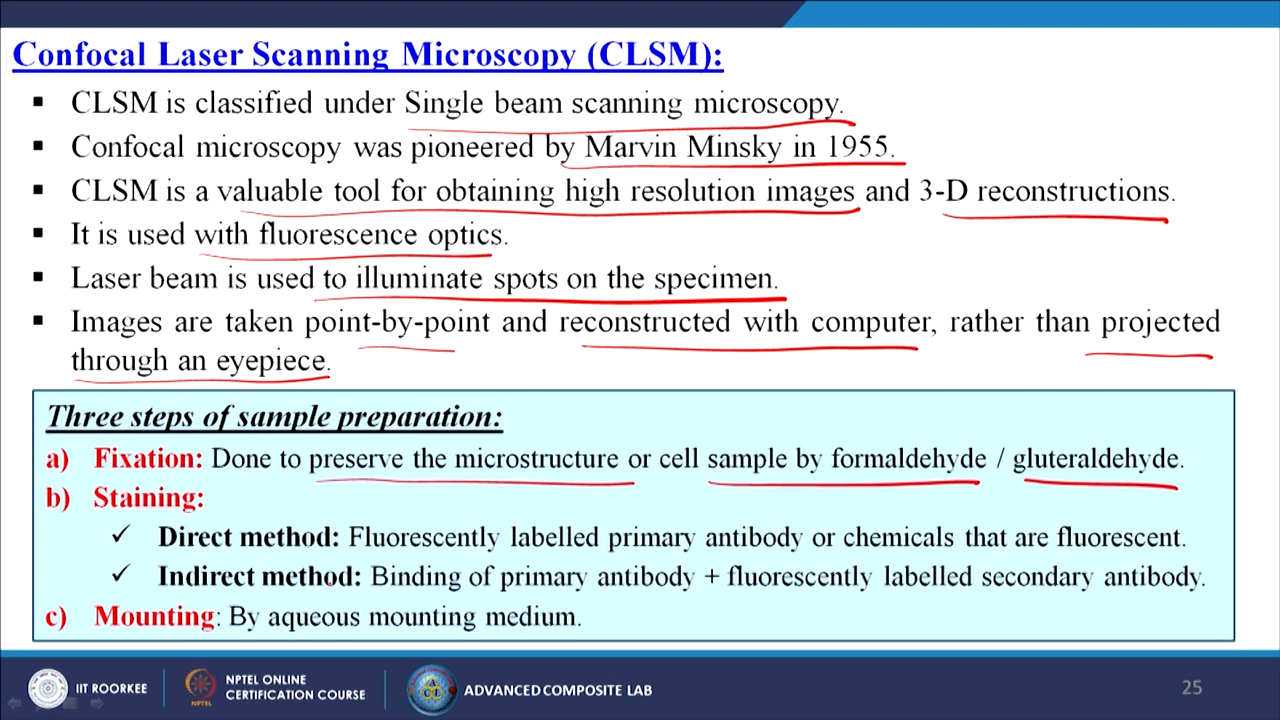 Confocal Laser Scanning Microscopy (CLSM):
▪ CLSM is classified under Single beam scanning microscopy.
▪ Confocal microscopy was pioneered by Marvin Minsky in 1955.
▪ CLSM is a valuable tool for obtaining high resolution images and 3-D reconstructions.
▪ It is used with fluorescence optics.
▪ Laser beam is used to illuminate spots on the specimen.
▪ Images are taken point-by-point and reconstructed with computer, rather than projected
through an eyepiece.
Three steps of sample preparation:
a) Fixation: Done to preserve the microstructure or cell sample by formaldehyde / gluteraldehyde.
b) Staining:
✓ Direct method: Fluorescently labelled primary antibody or chemicals that are fluorescent.
✓ Indirect method: Binding of primary antibody + fluorescently labelled secondary antibody.
c) Mounting: By aqueous mounting medium.
IIT ROORKEE
NPTEL
NPTEL ONLINE
CERTIFICATION COURSE
ACL
ADVANCED COMPOSITE LAB
25